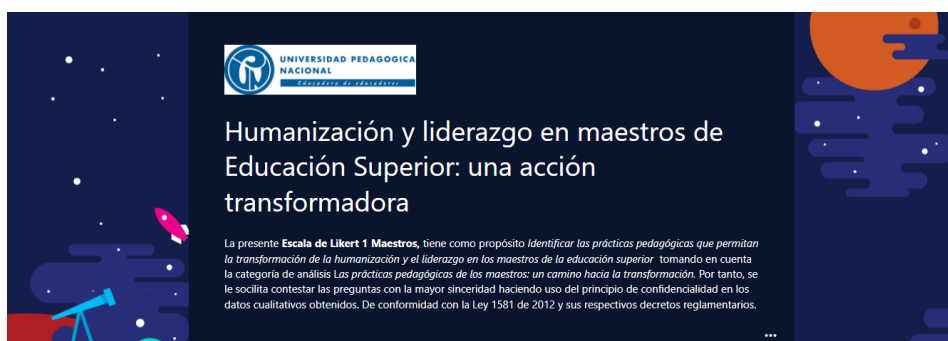 UNIVERSIDAD PEDAGOGICA
NACIONAL
Educadora de educadores
Humanización y liderazgo en maestros de
Educación Superior: una acción
transformadora
La presente Escala de Likert 1 Maestros, tiene como propósito Identificar las prácticas pedagógicas que permitan
la transformación de la humanización y el liderazgo en los maestros de la educación superior tomando en cuenta
la categoría de análisis Las prácticas pedagógicas de los maestros: un camino hacia la transformación. Por tanto, se
le socilita contestar las preguntas con la mayor sinceridad haciendo uso del principio de confidencialidad en los
datos cualitativos obtenidos. De conformidad con la Ley 1581 de 2012 y sus respectivos decretos reglamentarios.